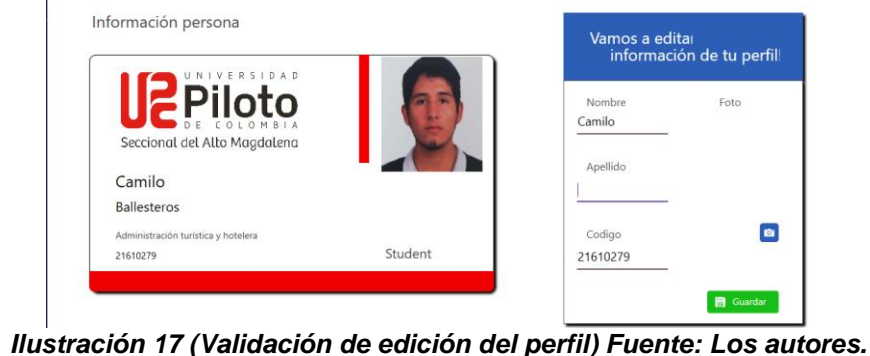 Información persona
UNIVERSIDAD
Piloto
DE COLOMBIA
Seccional del Alto Magdalena
Camilo
Ballesteros
Administración turística y hotelera
21610279
Student
Vamos a edita
información de tu perfil
Nombre
Foto
Camilo
Apellido
Codigo
21610279
Guardar
Ilustración 17 (Validación de edición del perfil) Fuente: Los autores.